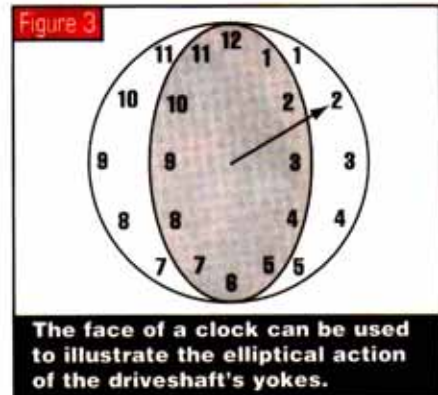 Figure 3
12
11 11 1 1
10 10 2 2
9 9 3 3
8 8 4 4
7 7 5 5
6
The face of a clock can be used
to illustrate the elliptical action
of the driveshaft's yokes.